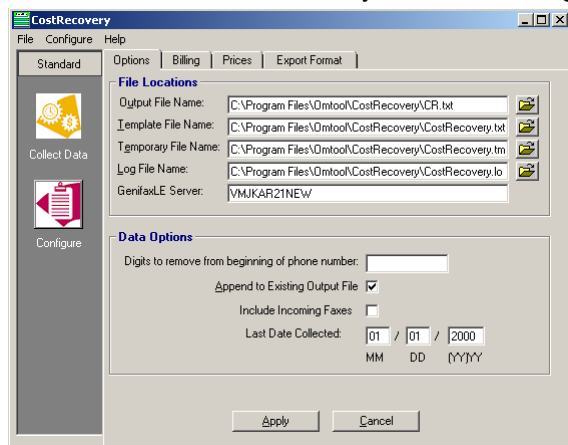 CostRecovery
File Configure Help
Standard
Options Billing Prices Export Format
File Locations
Output File Name: C:\Program Files\Omtool\CostRecovery\CR.txt
Template File Name: C:\Program Files\Omtool\CostRecovery\CostRecovery.txt
Temporary File Name: C:\Program Files\Omtool\CostRecovery\CostRecovery.tm
Log File Name: C:\Program Files\Omtool\CostRecovery\CostRecovery.lo
GenifaxLE Server: VMJKAR21NEW
Collect Data
Configure
Data Options
Digits to remove from beginning of phone number:
Append to Existing Output File
Include Incoming Faxes
Last Date Collected: 01 / 01 / 2000
MM DD (YY)YY
Apply Cancel